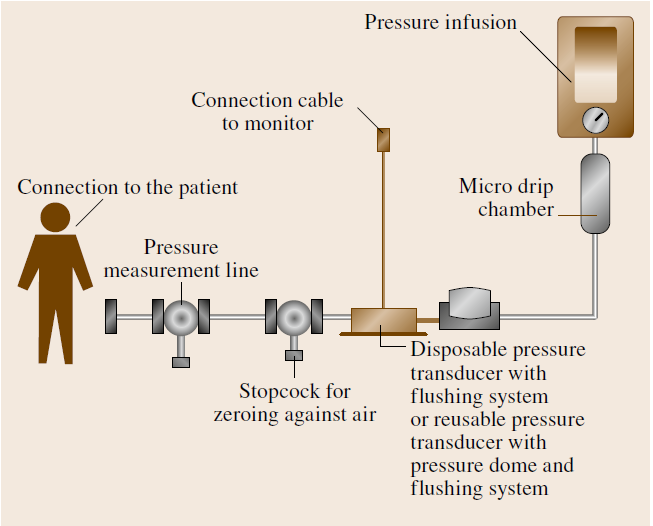 Pressure infusion
Connection cable
to monitor
Connection to the patient
Micro drip
chamber
Pressure
measurement line
Stopcock for
zeroing against air
Disposable pressure
transducer with
flushing system
or reusable pressure
transducer with
pressure dome and
flushing system